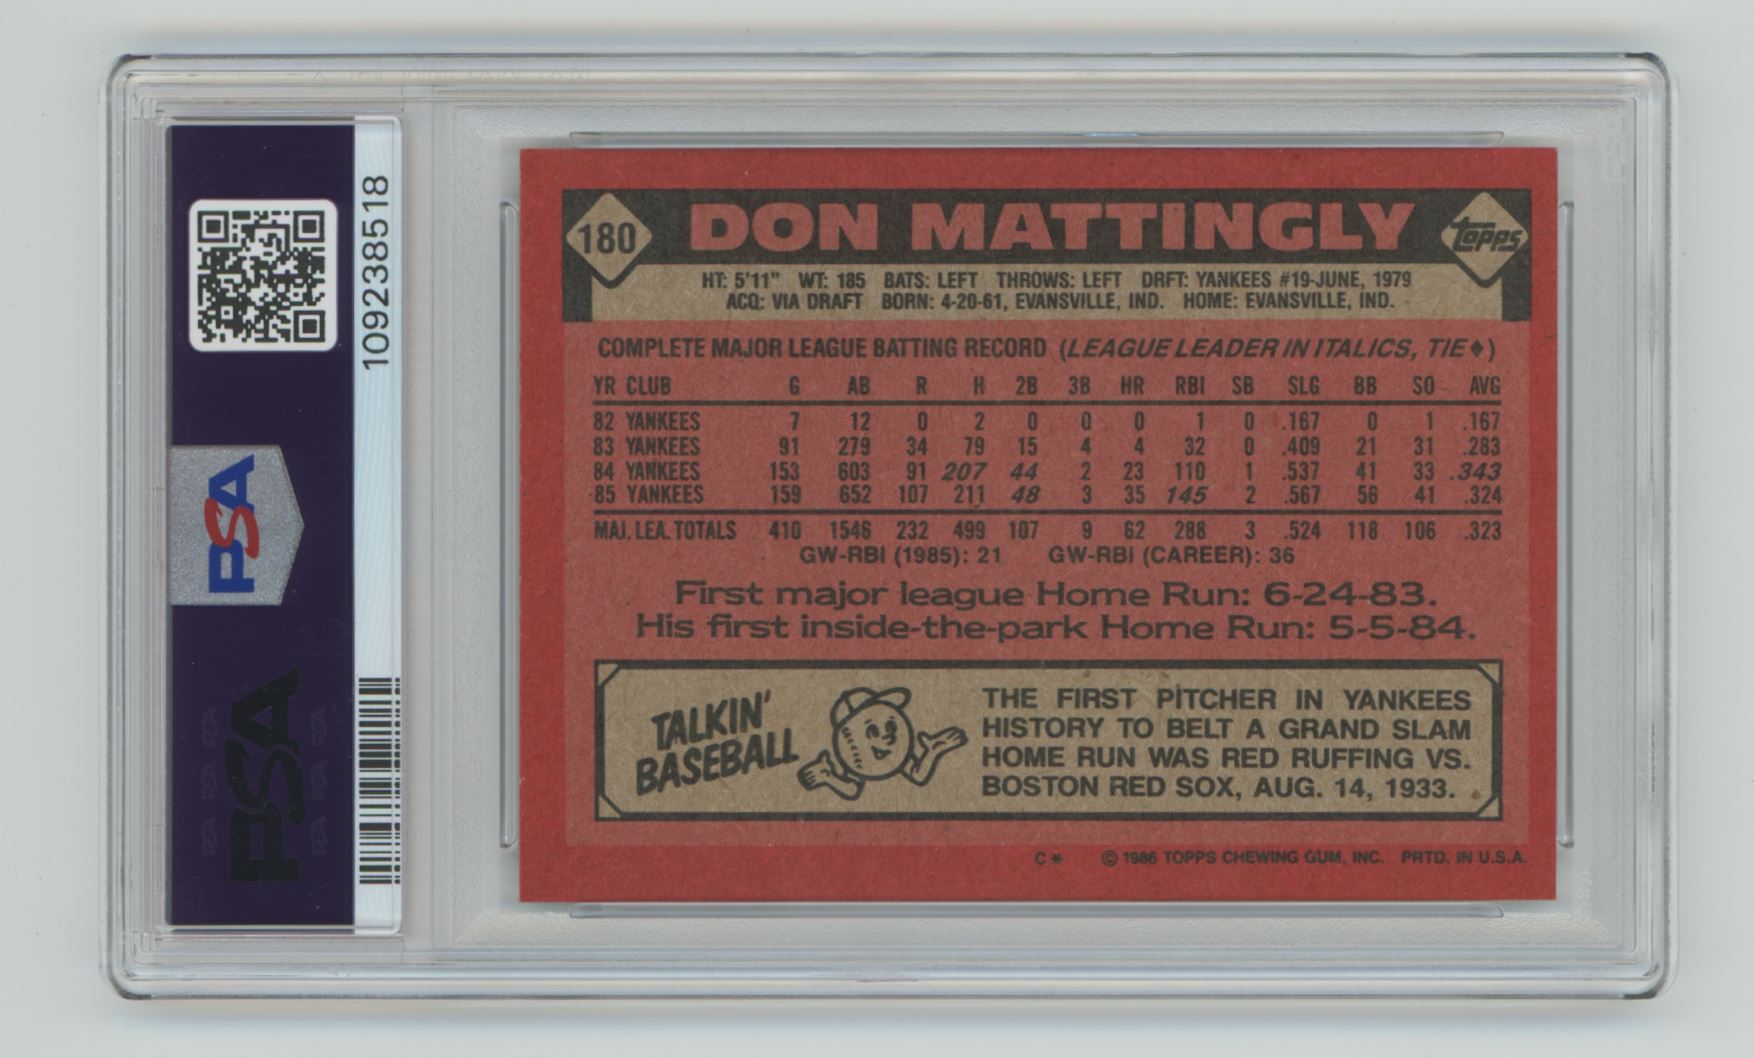 109238518
PSA
PSA
180 DON MATTINGLY topps
HT: 5'11" WT: 185 BATS: LEFT THROWS: LEFT DRFT: YANKEES #19-JUNE, 1979
ACQ: VIA DRAFT BORN: 4-20-61, EVANSVILLE, IND. HOME: EVANSVILLE, IND.
COMPLETE MAJOR LEAGUE BATTING RECORD (LEAGUE LEADER IN ITALICS, TIE♦)
YR CLUB G AB R H 2B 3B HR RBI SB SLG BB SO AVG
82 YANKEES 7 12 0 2 0 0 0 1 0 .167 0 1 .167
83 YANKEES 91 279 34 79 15 4 4 32 0 .409 21 31 .283
84 YANKEES 153 603 91 207 44 2 23 110 1 .537 41 33 .343
85 YANKEES 159 652 107 211 48 3 35 145 2 .567 56 41 .324
MAJ. LEA. TOTALS 410 1546 232 499 107 9 62 288 3 .524 118 106 .323
GW-RBI (1985): 21 GW-RBI (CAREER): 36
First major league Home Run: 6-24-83.
His first inside-the-park Home Run: 5-5-84.
TALKIN'
BASEBALL
THE FIRST PITCHER IN YANKEES
HISTORY TO BELT A GRAND SLAM
HOME RUN WAS RED RUFFING VS.
BOSTON RED SOX, AUG. 14, 1933.
C* © 1986 TOPPS CHEWING GUM, INC. PRTD. IN U.S.A.